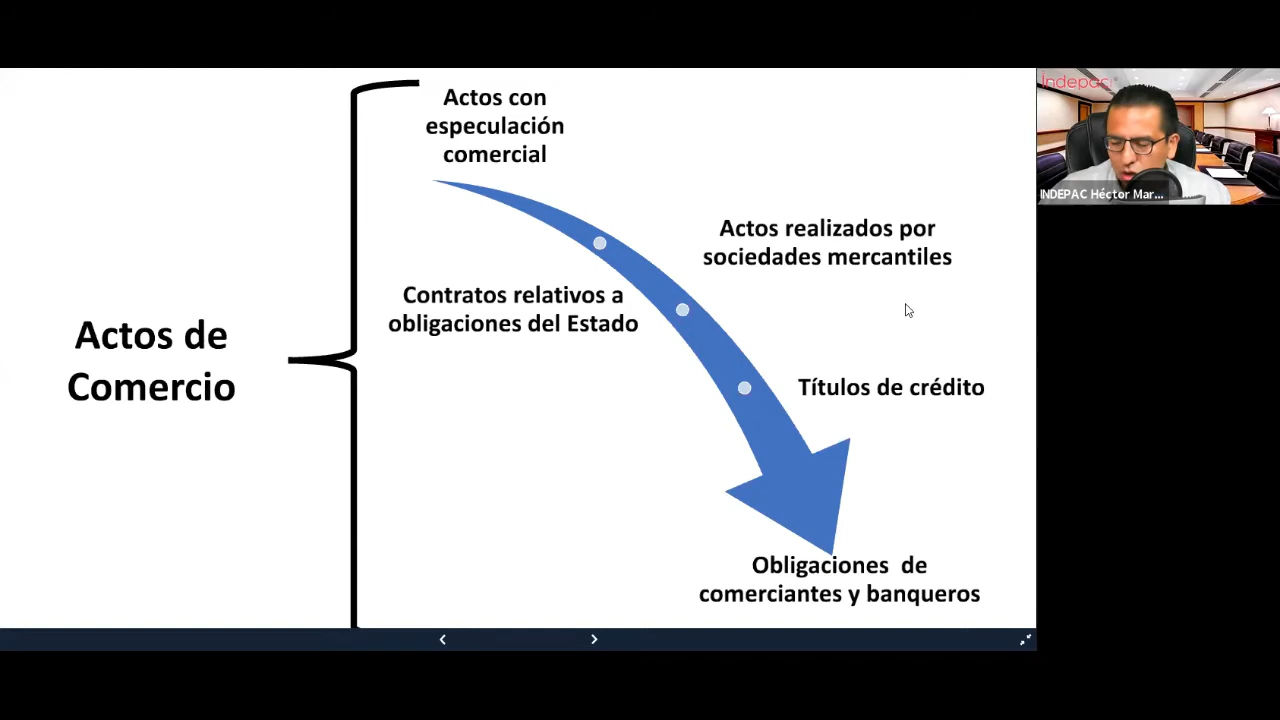 Actos con
especulación
comercial
Actos realizados por
sociedades mercantiles
Contratos relativos a
obligaciones del Estado
Actos de
Comercio
Títulos de crédito
Obligaciones de
comerciantes y banqueros
Indepac
INDEPAC Héctor Mar...